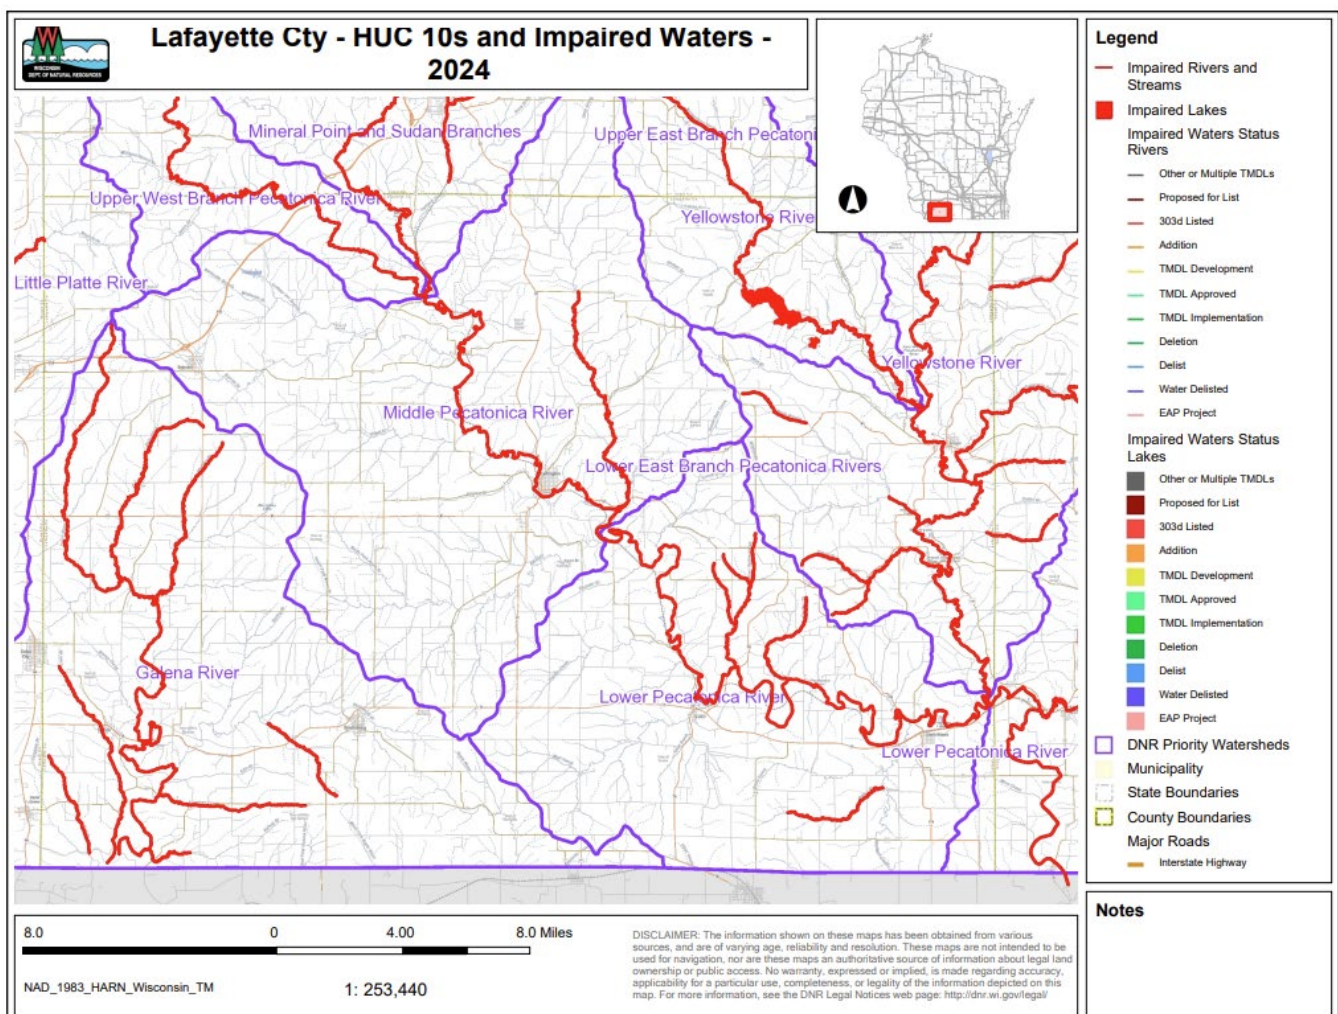 Lafayette Cty - HUC 10s and Impaired Waters -
2024
WISCONSIN
DEPT. OF NATURAL RESOURCES
Mineral Point and Sudan Branches
Upper East Branch Pecatoni
Upper West Branch Pecatonica River
Yellowstone Rive
Little Platte River
Yellowstone River
Middle Pecatonica River
Lower East Branch Pecatonica Rivers
Galena River
Lower Pecatonica River
Lower Pecatonica River
Legend
Impaired Rivers and
Streams
Impaired Lakes
Impaired Waters Status
Rivers
Other or Multiple TMDLs
Proposed for List
303d Listed
Addition
TMDL Development
TMDL Approved
TMDL Implementation
Deletion
Delist
Water Delisted
EAP Project
Impaired Waters Status
Lakes
Other or Multiple TMDLs
Proposed for List
303d Listed
Addition
TMDL Development
TMDL Approved
TMDL Implementation
Deletion
Delist
Water Delisted
EAP Project
DNR Priority Watersheds
Municipality
State Boundaries
County Boundaries
Major Roads
Interstate Highway
Notes
8.0 0 4.00 8.0 Miles
NAD_1983_HARN_Wisconsin_TM
1: 253,440
DISCLAIMER: The information shown on these maps has been obtained from various
sources, and are of varying age, reliability and resolution. These maps are not intended to be
used for navigation, nor are these maps an authoritative source of information about legal land
ownership or public access. No warranty, expressed or implied, is made regarding accuracy,
applicability for a particular use, completeness, or legality of the information depicted on this
map. For more information, see the DNR Legal Notices web page: http://dnr.wi.gov/legal/